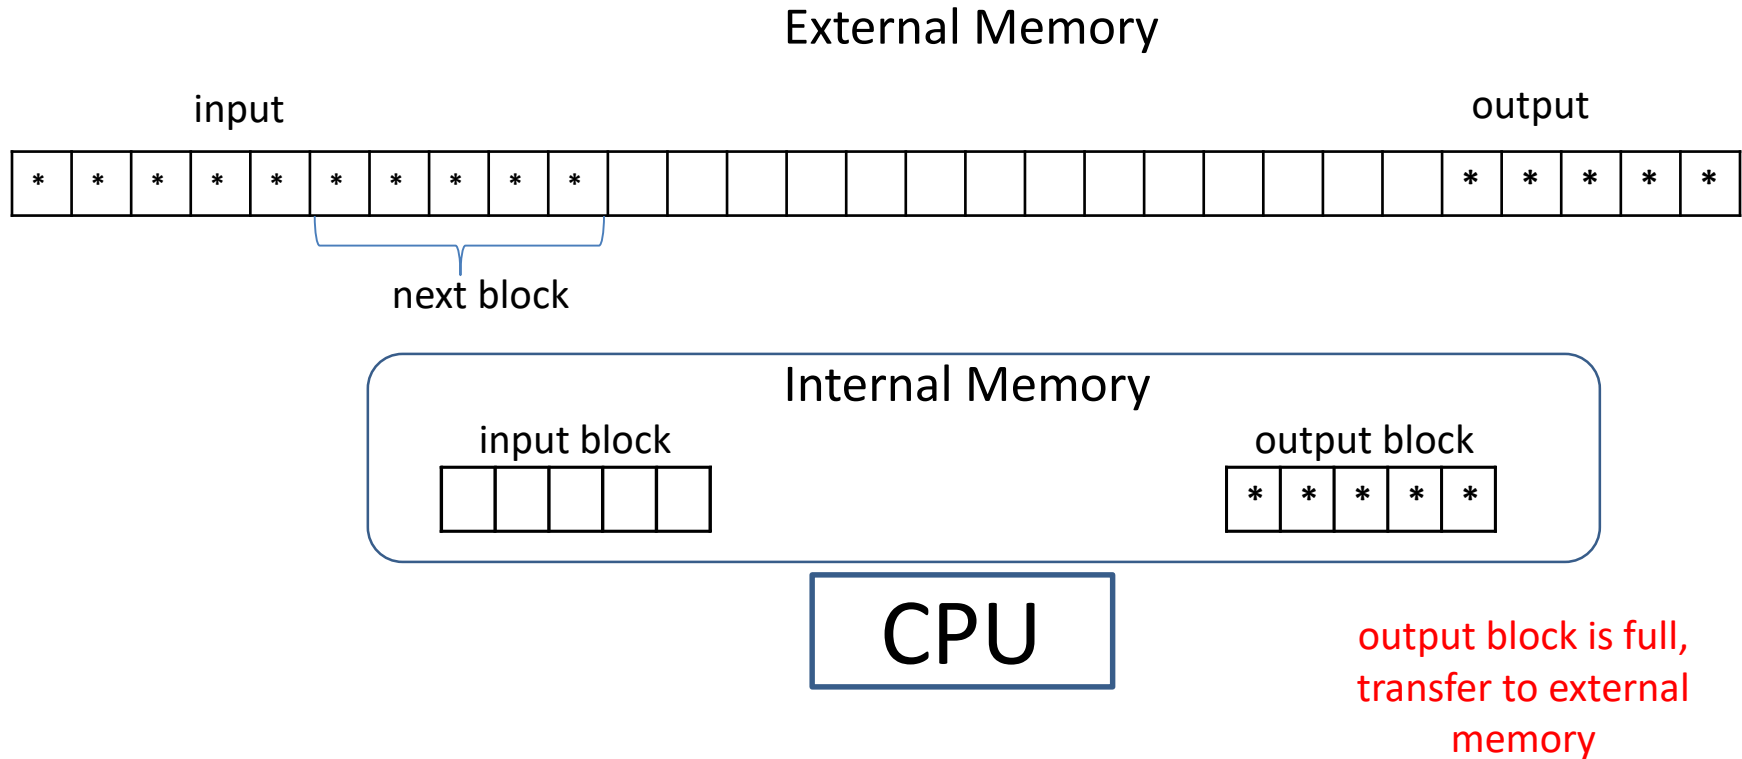 External Memory
input
output
* * * * * * * * * * * * * * *
next block
Internal Memory
input block
output block
* * * * *
CPU
output block is full,
transfer to external
memory